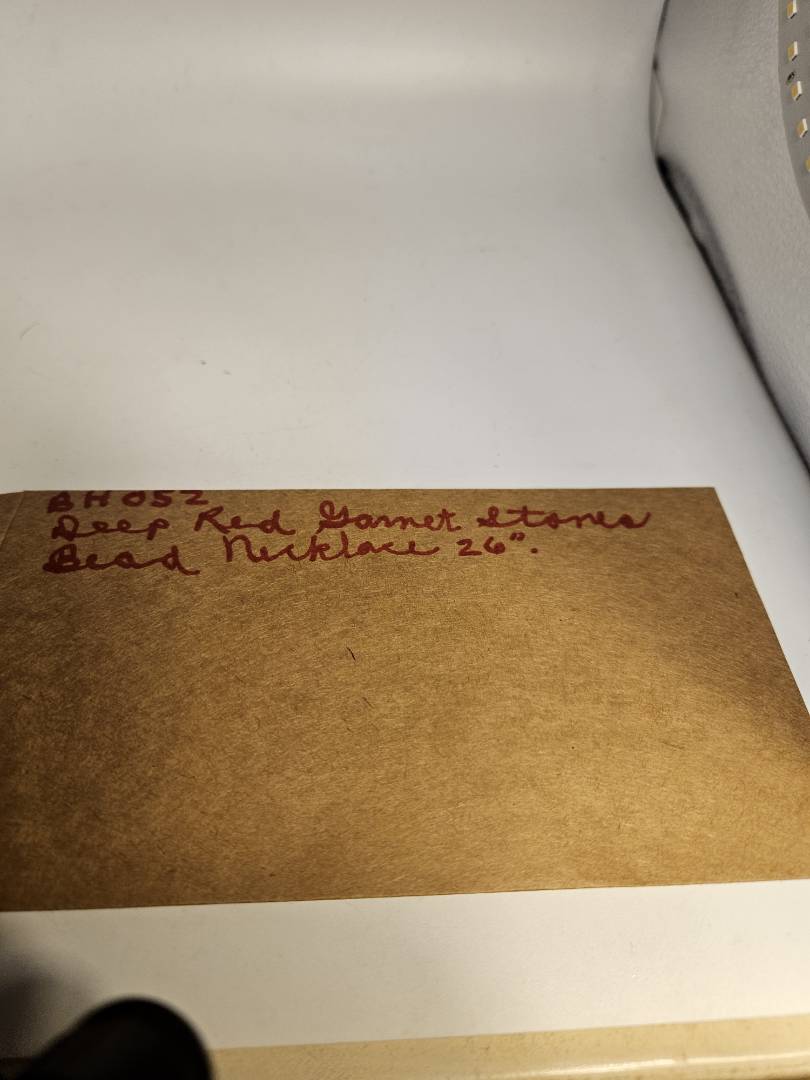 BH052
Deep Red Garnet Stones
Bead Necklace 26".